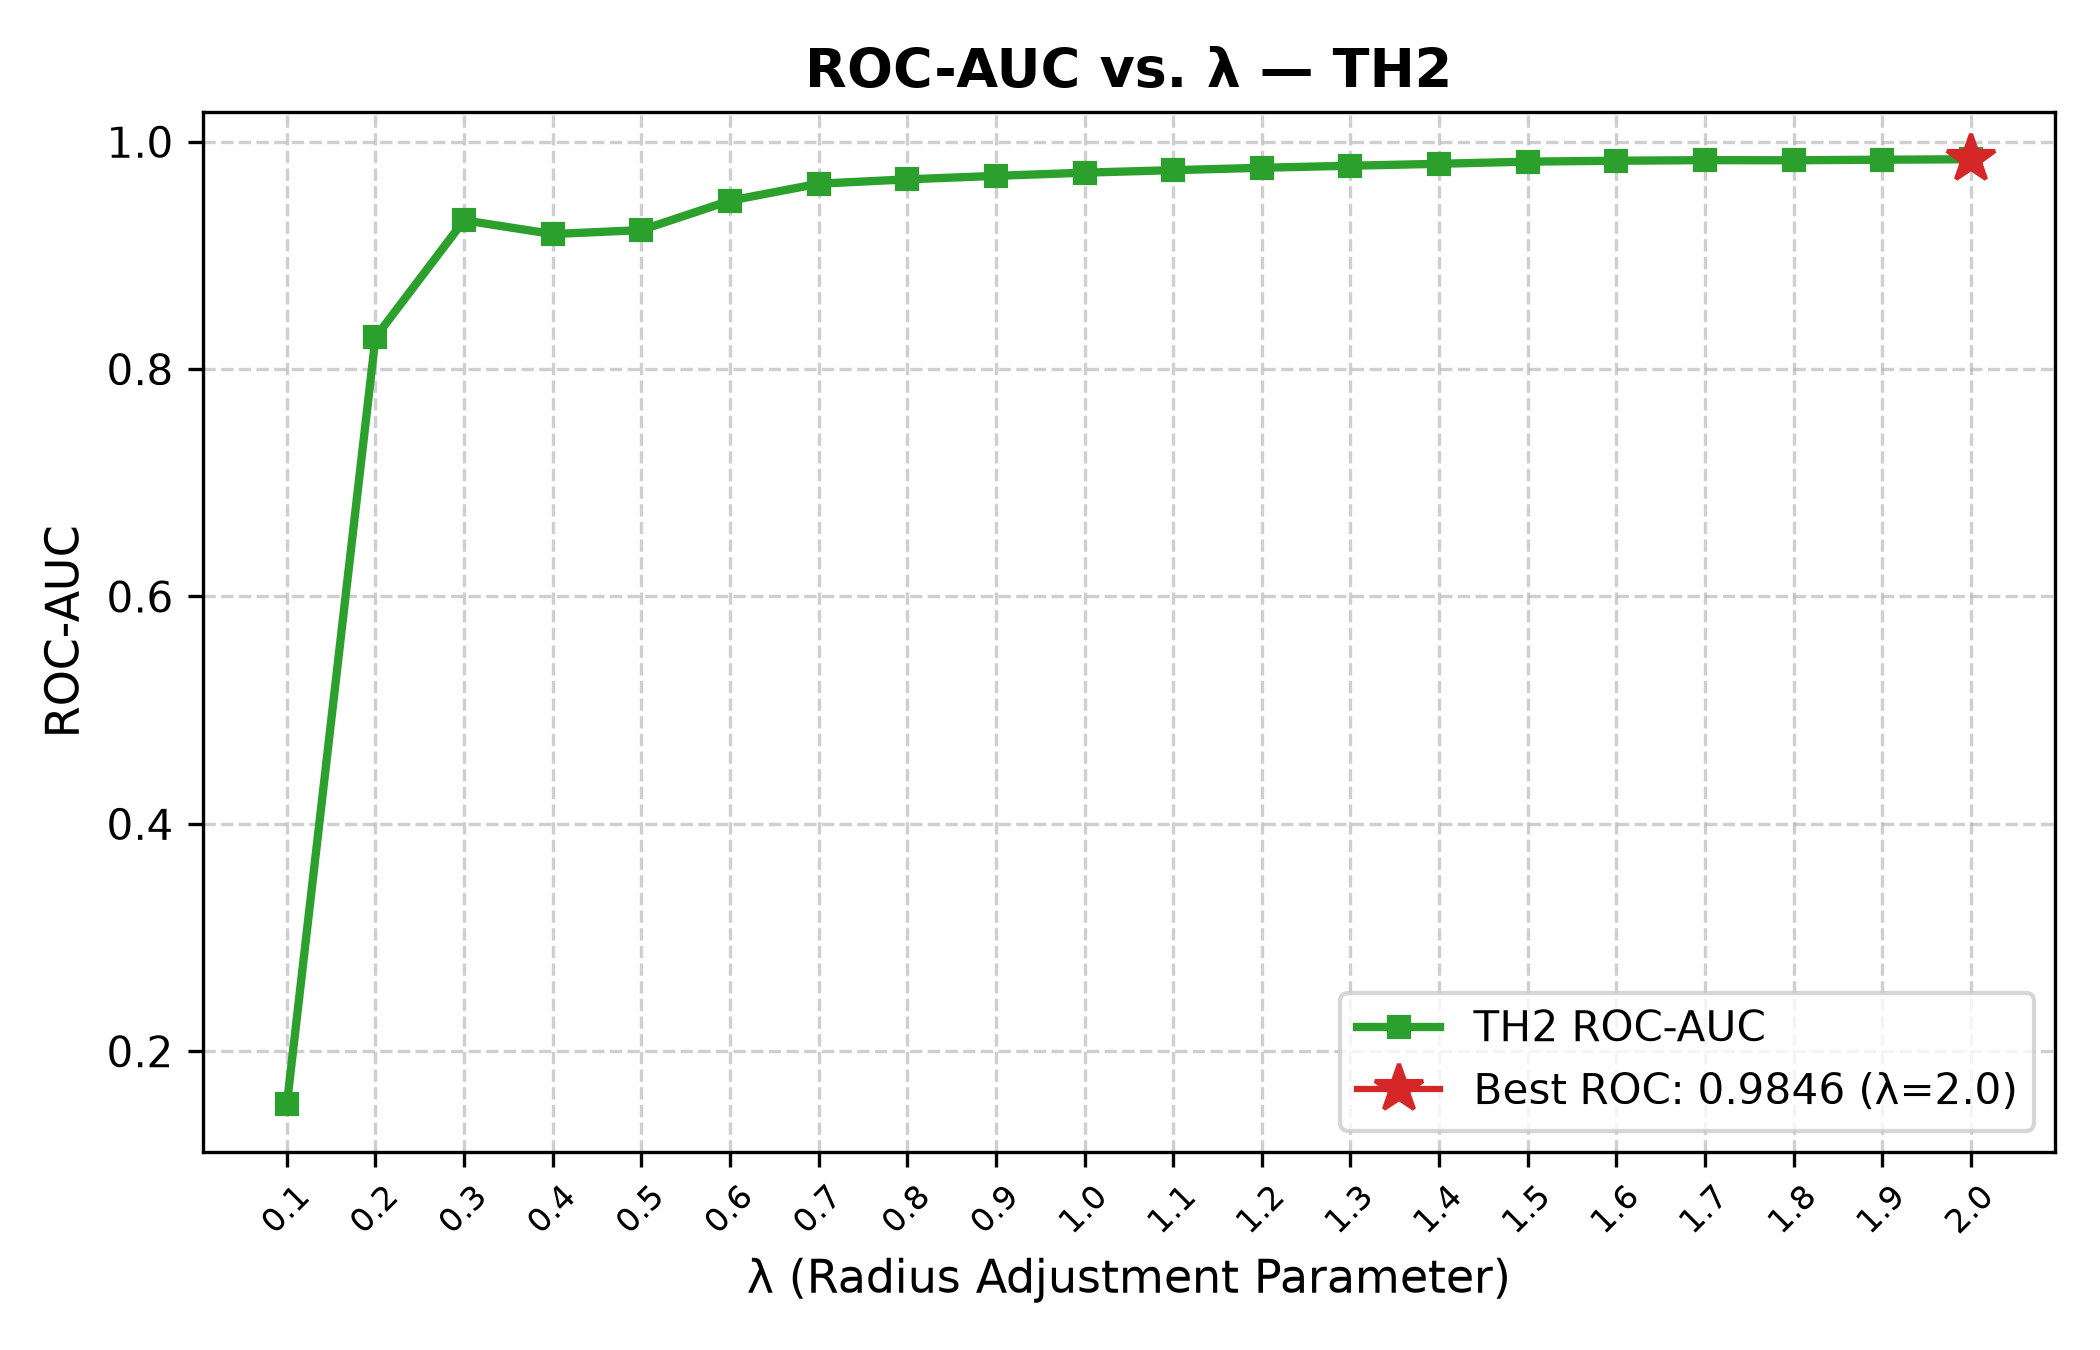 ROC-AUC vs. λ — TH2
1.0
0.8
0.6
0.4
0.2
ROC-AUC
TH2 ROC-AUC
Best ROC: 0.9846 (λ=2.0)
0.1 0.2 0.3 0.4 0.5 0.6 0.7 0.8 0.9 1.0 1.1 1.2 1.3 1.4 1.5 1.6 1.7 1.8 1.9 2.0
λ (Radius Adjustment Parameter)